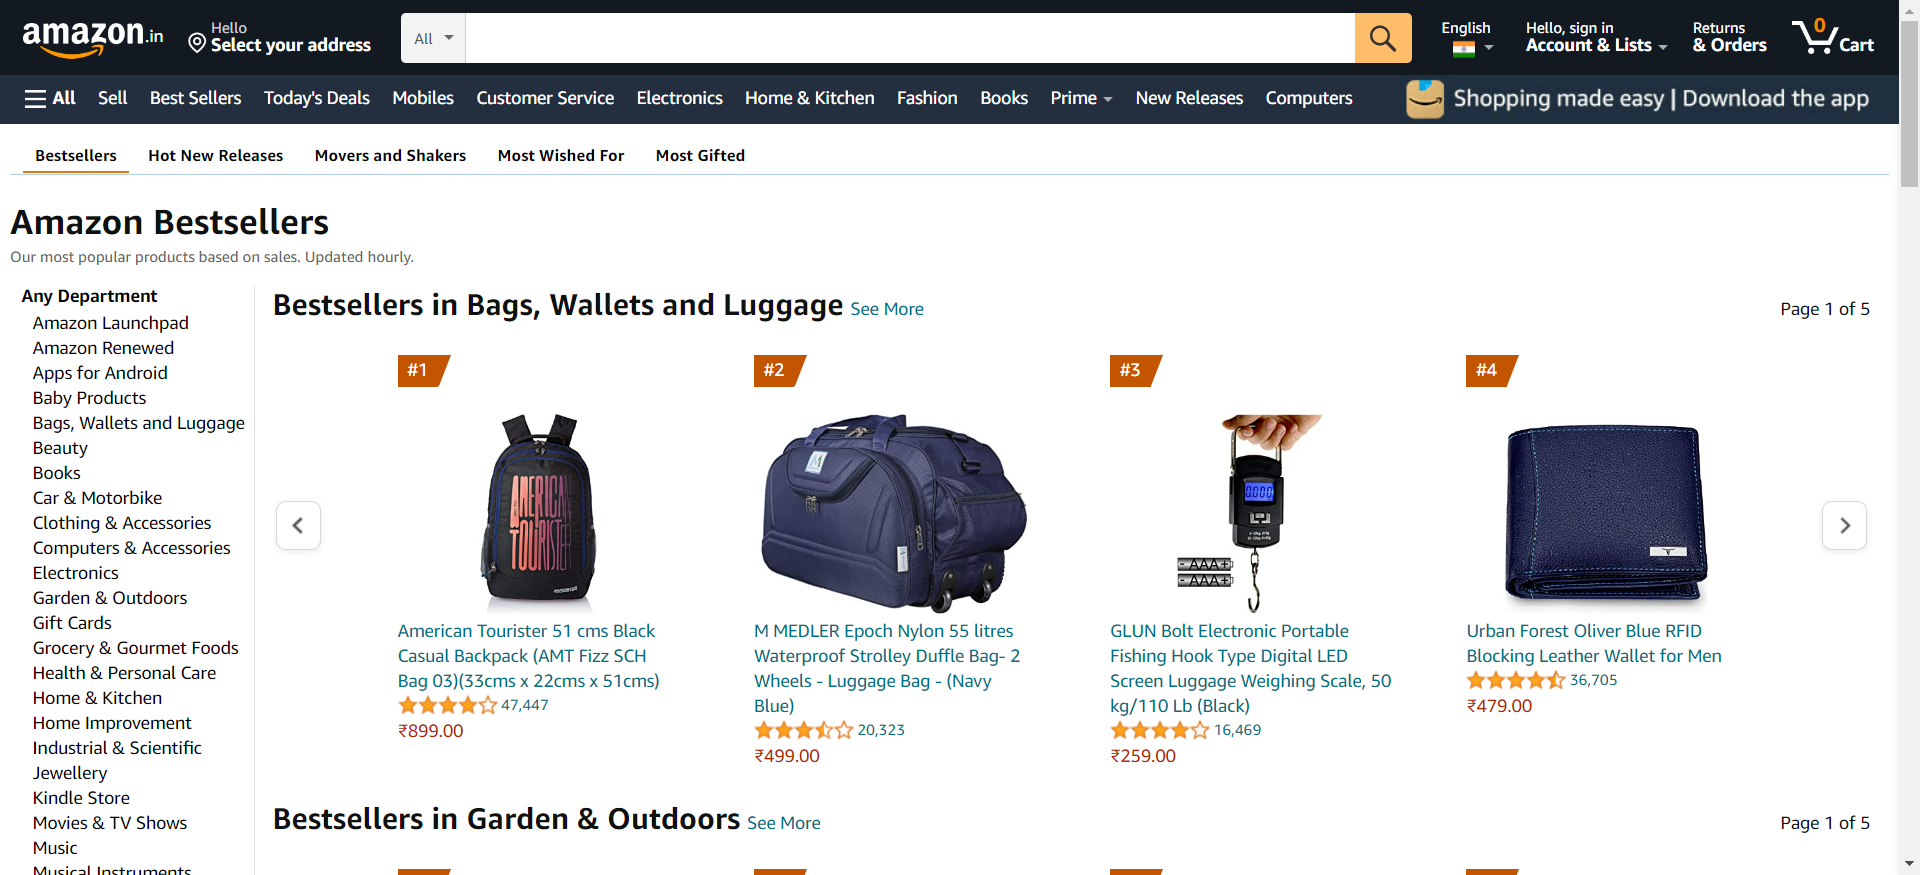 amazon.in
Hello
Select your address
All
English
Hello, sign in
Account & Lists
Returns
& Orders
0
Cart
All
Sell
Best Sellers
Today's Deals
Mobiles
Customer Service
Electronics
Home & Kitchen
Fashion
Books
Prime
New Releases
Computers
Shopping made easy | Download the app
Bestsellers
Hot New Releases
Movers and Shakers
Most Wished For
Most Gifted
Amazon Bestsellers
Our most popular products based on sales. Updated hourly.
Any Department
Amazon Launchpad
Amazon Renewed
Apps for Android
Baby Products
Bags, Wallets and Luggage
Beauty
Books
Car & Motorbike
Clothing & Accessories
Computers & Accessories
Electronics
Garden & Outdoors
Gift Cards
Grocery & Gourmet Foods
Health & Personal Care
Home & Kitchen
Home Improvement
Industrial & Scientific
Jewellery
Kindle Store
Movies & TV Shows
Music
Musical Instruments
Bestsellers in Bags, Wallets and Luggage See More
Page 1 of 5
#1
AMERICAN
TOURISTER
American Tourister 51 cms Black
Casual Backpack (AMT Fizz SCH
Bag 03)(33cms x 22cms x 51cms)
47,447
₹899.00
#2
M MEDLER Epoch Nylon 55 litres
Waterproof Strolley Duffle Bag- 2
Wheels - Luggage Bag - (Navy
Blue)
20,323
₹499.00
#3
0.000
- AAA +
- AAA +
GLUN Bolt Electronic Portable
Fishing Hook Type Digital LED
Screen Luggage Weighing Scale, 50
kg/110 Lb (Black)
16,469
₹259.00
#4
Urban Forest Oliver Blue RFID
Blocking Leather Wallet for Men
36,705
₹479.00
Bestsellers in Garden & Outdoors See More
Page 1 of 5